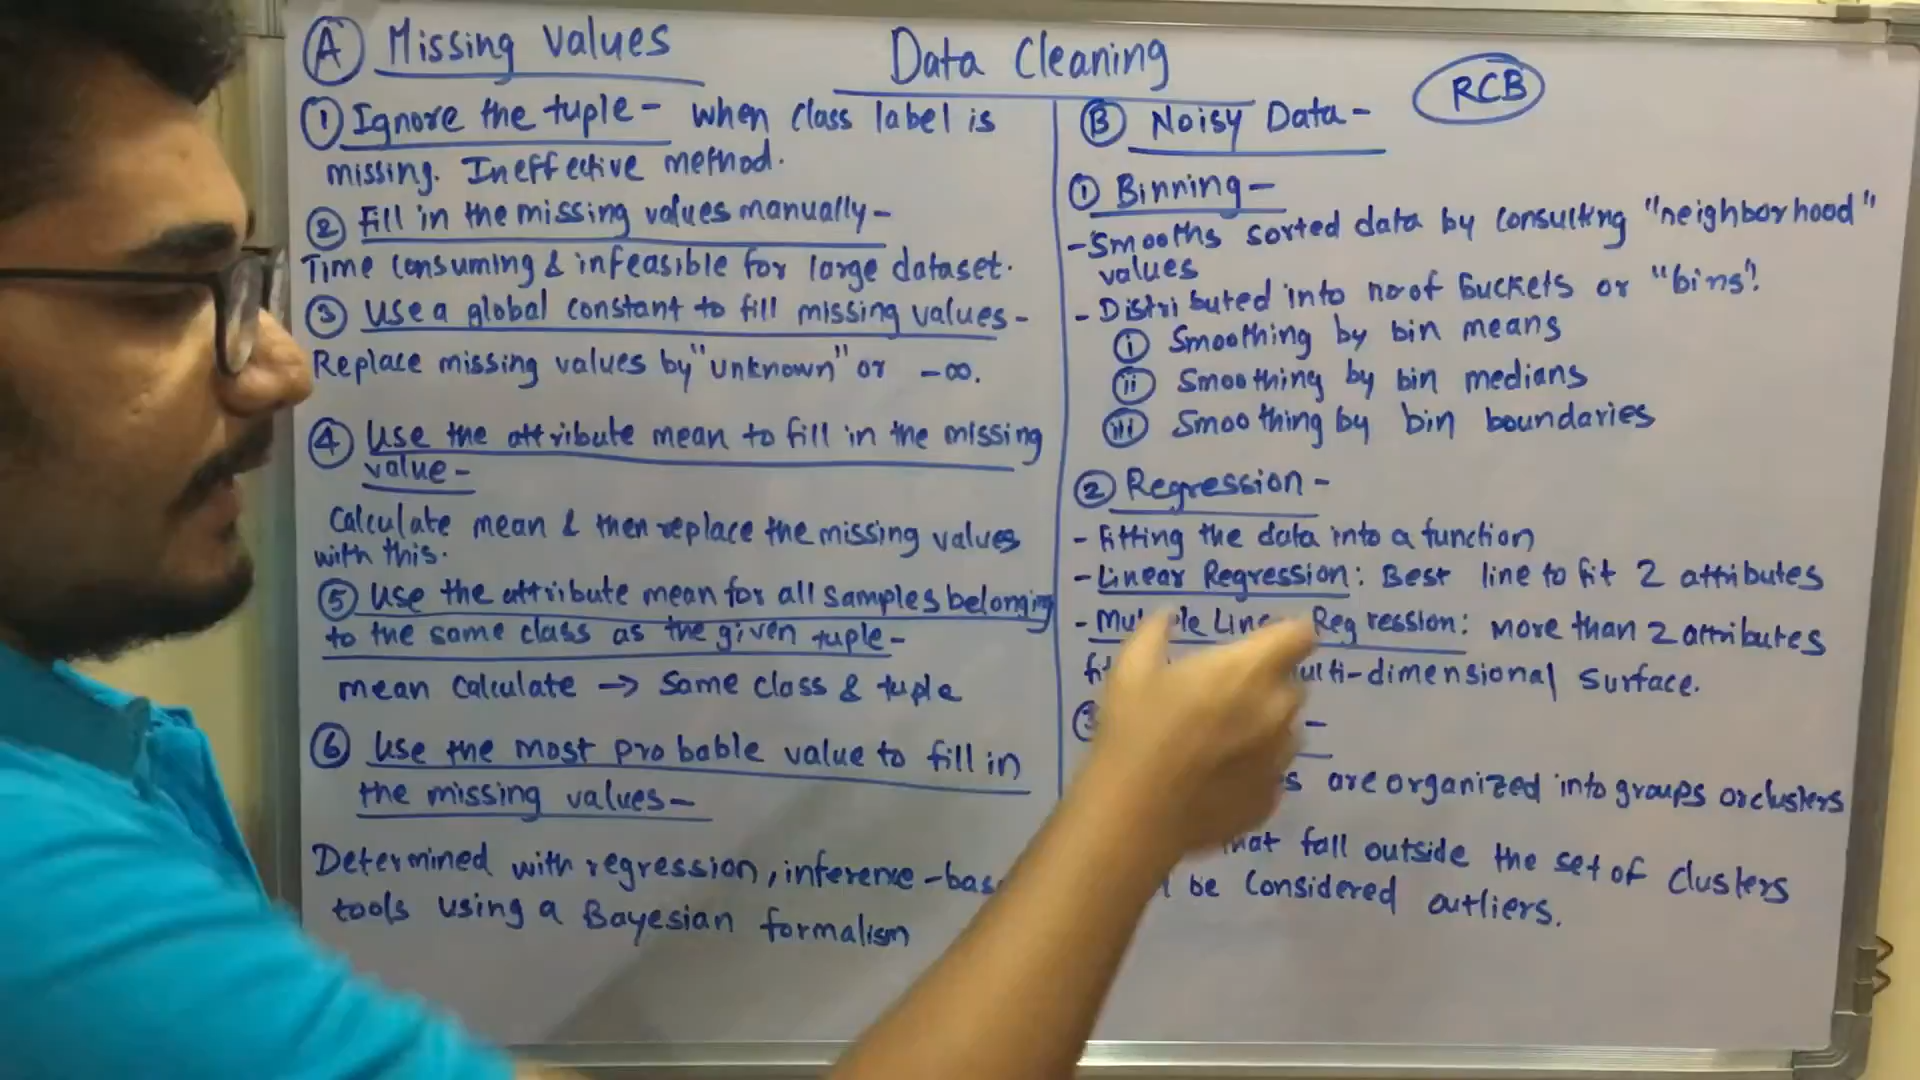 Data Cleaning
RCB
(A) Missing Values
① Ignore the tuple - when class label is
missing. Ineffective method.
② Fill in the missing values manually -
Time consuming & infeasible for large dataset.
③ Use a global constant to fill missing values -
Replace missing values by "unknown" or -∞.
④ Use the attribute mean to fill in the missing
value -
Calculate mean & then replace the missing values
with this.
⑤ Use the attribute mean for all samples belonging
to the same class as the given tuple -
mean calculate → same class & tuple
⑥ Use the most probable value to fill in
the missing values -
Determined with regression, inference-bas
tools using a Bayesian formalism
(B) Noisy Data -
① Binning -
- Smooths sorted data by consulting "neighborhood"
values
- Distributed into no of buckets or "bins".
(i) Smoothing by bin means
(ii) Smoothing by bin medians
(iii) Smoothing by bin boundaries
② Regression -
- Fitting the data into a function
- Linear Regression: Best line to fit 2 attributes
- Regression: more than 2 attributes
multi-dimensional surface.
③ -
are organized into groups or clusters
that fall outside the set of clusters
be considered outliers.